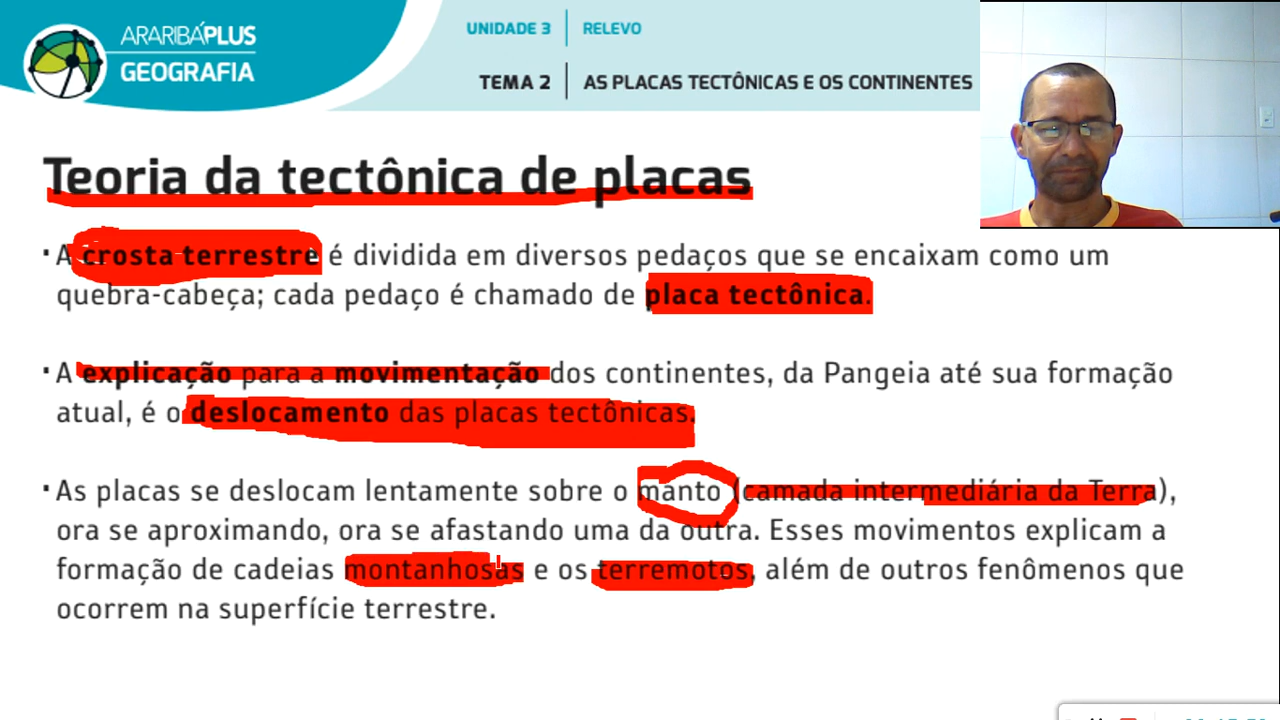 ARARIBÁPLUS
GEOGRAFIA
UNIDADE 3 RELEVO
TEMA 2 AS PLACAS TECTÔNICAS E OS CONTINENTES
Teoria da tectônica de placas
· A crosta terrestre é dividida em diversos pedaços que se encaixam como um
quebra-cabeça; cada pedaço é chamado de placa tectônica.
· A explicação para a movimentação dos continentes, da Pangeia até sua formação
atual, é o deslocamento das placas tectônicas.
· As placas se deslocam lentamente sobre o manto (camada intermediária da Terra),
ora se aproximando, ora se afastando uma da outra. Esses movimentos explicam a
formação de cadeias montanhosas e os terremotos, além de outros fenômenos que
ocorrem na superfície terrestre.